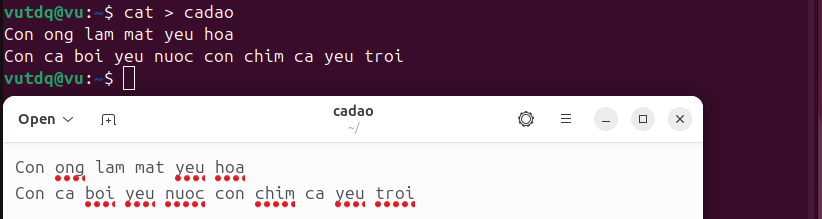 vutdq@vu:~$ cat > cadao
Con ong lam mat yeu hoa
Con ca boi yeu nuoc con chim ca yeu troi
vutdq@vu:~$
Open
cadao
~/
Con ong lam mat yeu hoa
Con ca boi yeu nuoc con chim ca yeu troi